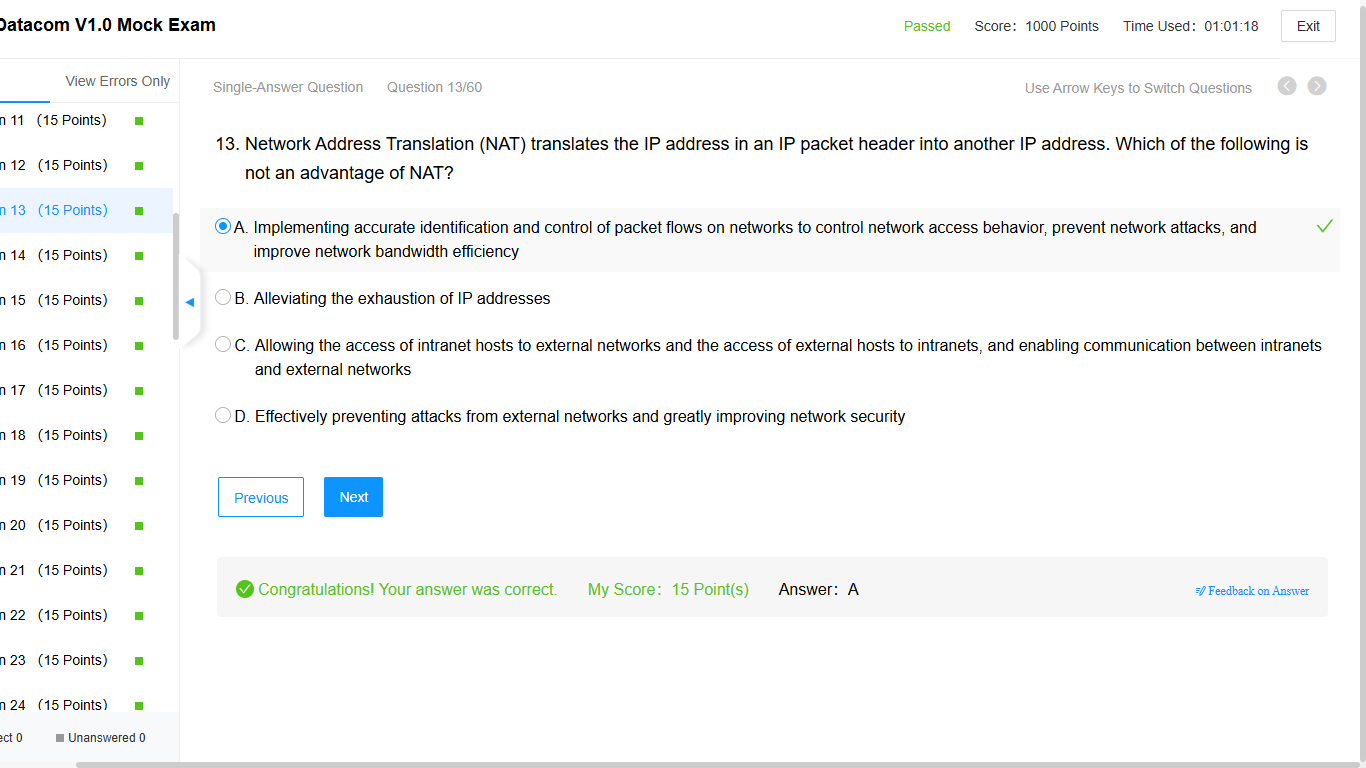 Datacom V1.0 Mock Exam
Passed Score： 1000 Points Time Used： 01:01:18 Exit
View Errors Only
Single-Answer Question Question 13/60 Use Arrow Keys to Switch Questions
n 11 (15 Points)
n 12 (15 Points)
n 13 (15 Points)
n 14 (15 Points)
n 15 (15 Points)
n 16 (15 Points)
n 17 (15 Points)
n 18 (15 Points)
n 19 (15 Points)
n 20 (15 Points)
n 21 (15 Points)
n 22 (15 Points)
n 23 (15 Points)
n 24 (15 Points)
ect 0 Unanswered 0
13. Network Address Translation (NAT) translates the IP address in an IP packet header into another IP address. Which of the following is
not an advantage of NAT?
A. Implementing accurate identification and control of packet flows on networks to control network access behavior, prevent network attacks, and
improve network bandwidth efficiency
B. Alleviating the exhaustion of IP addresses
C. Allowing the access of intranet hosts to external networks and the access of external hosts to intranets, and enabling communication between intranets
and external networks
D. Effectively preventing attacks from external networks and greatly improving network security
Previous Next
Congratulations! Your answer was correct. My Score： 15 Point(s) Answer： A Feedback on Answer